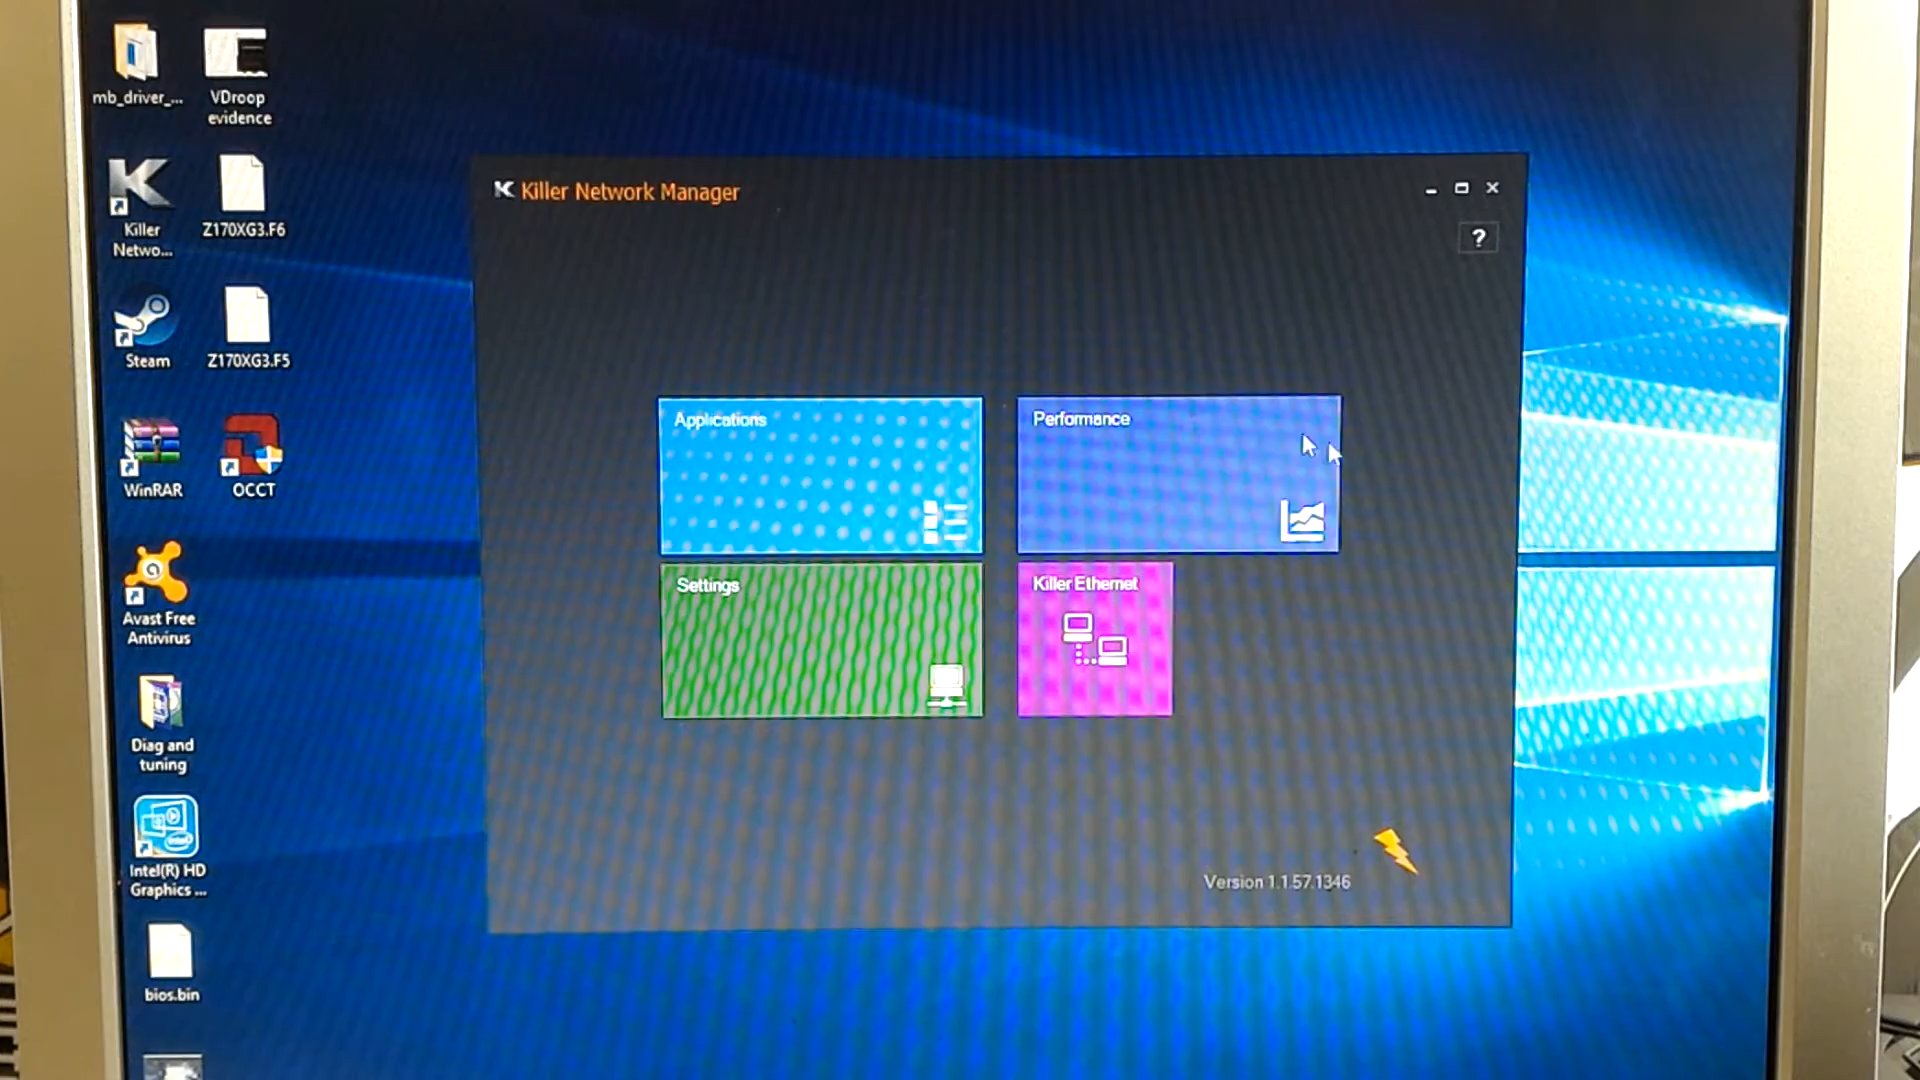 mb_driver_...
VDroop
evidence
Killer
Netwo...
Z170XG3.F6
Steam
Z170XG3.F5
WinRAR
OCCT
Avast Free
Antivirus
Diag and
tuning
intel
Intel(R) HD
Graphics ...
bios.bin
K Killer Network Manager
?
Applications
Performance
Settings
Killer Ethernet
Version 1.1.57.1346